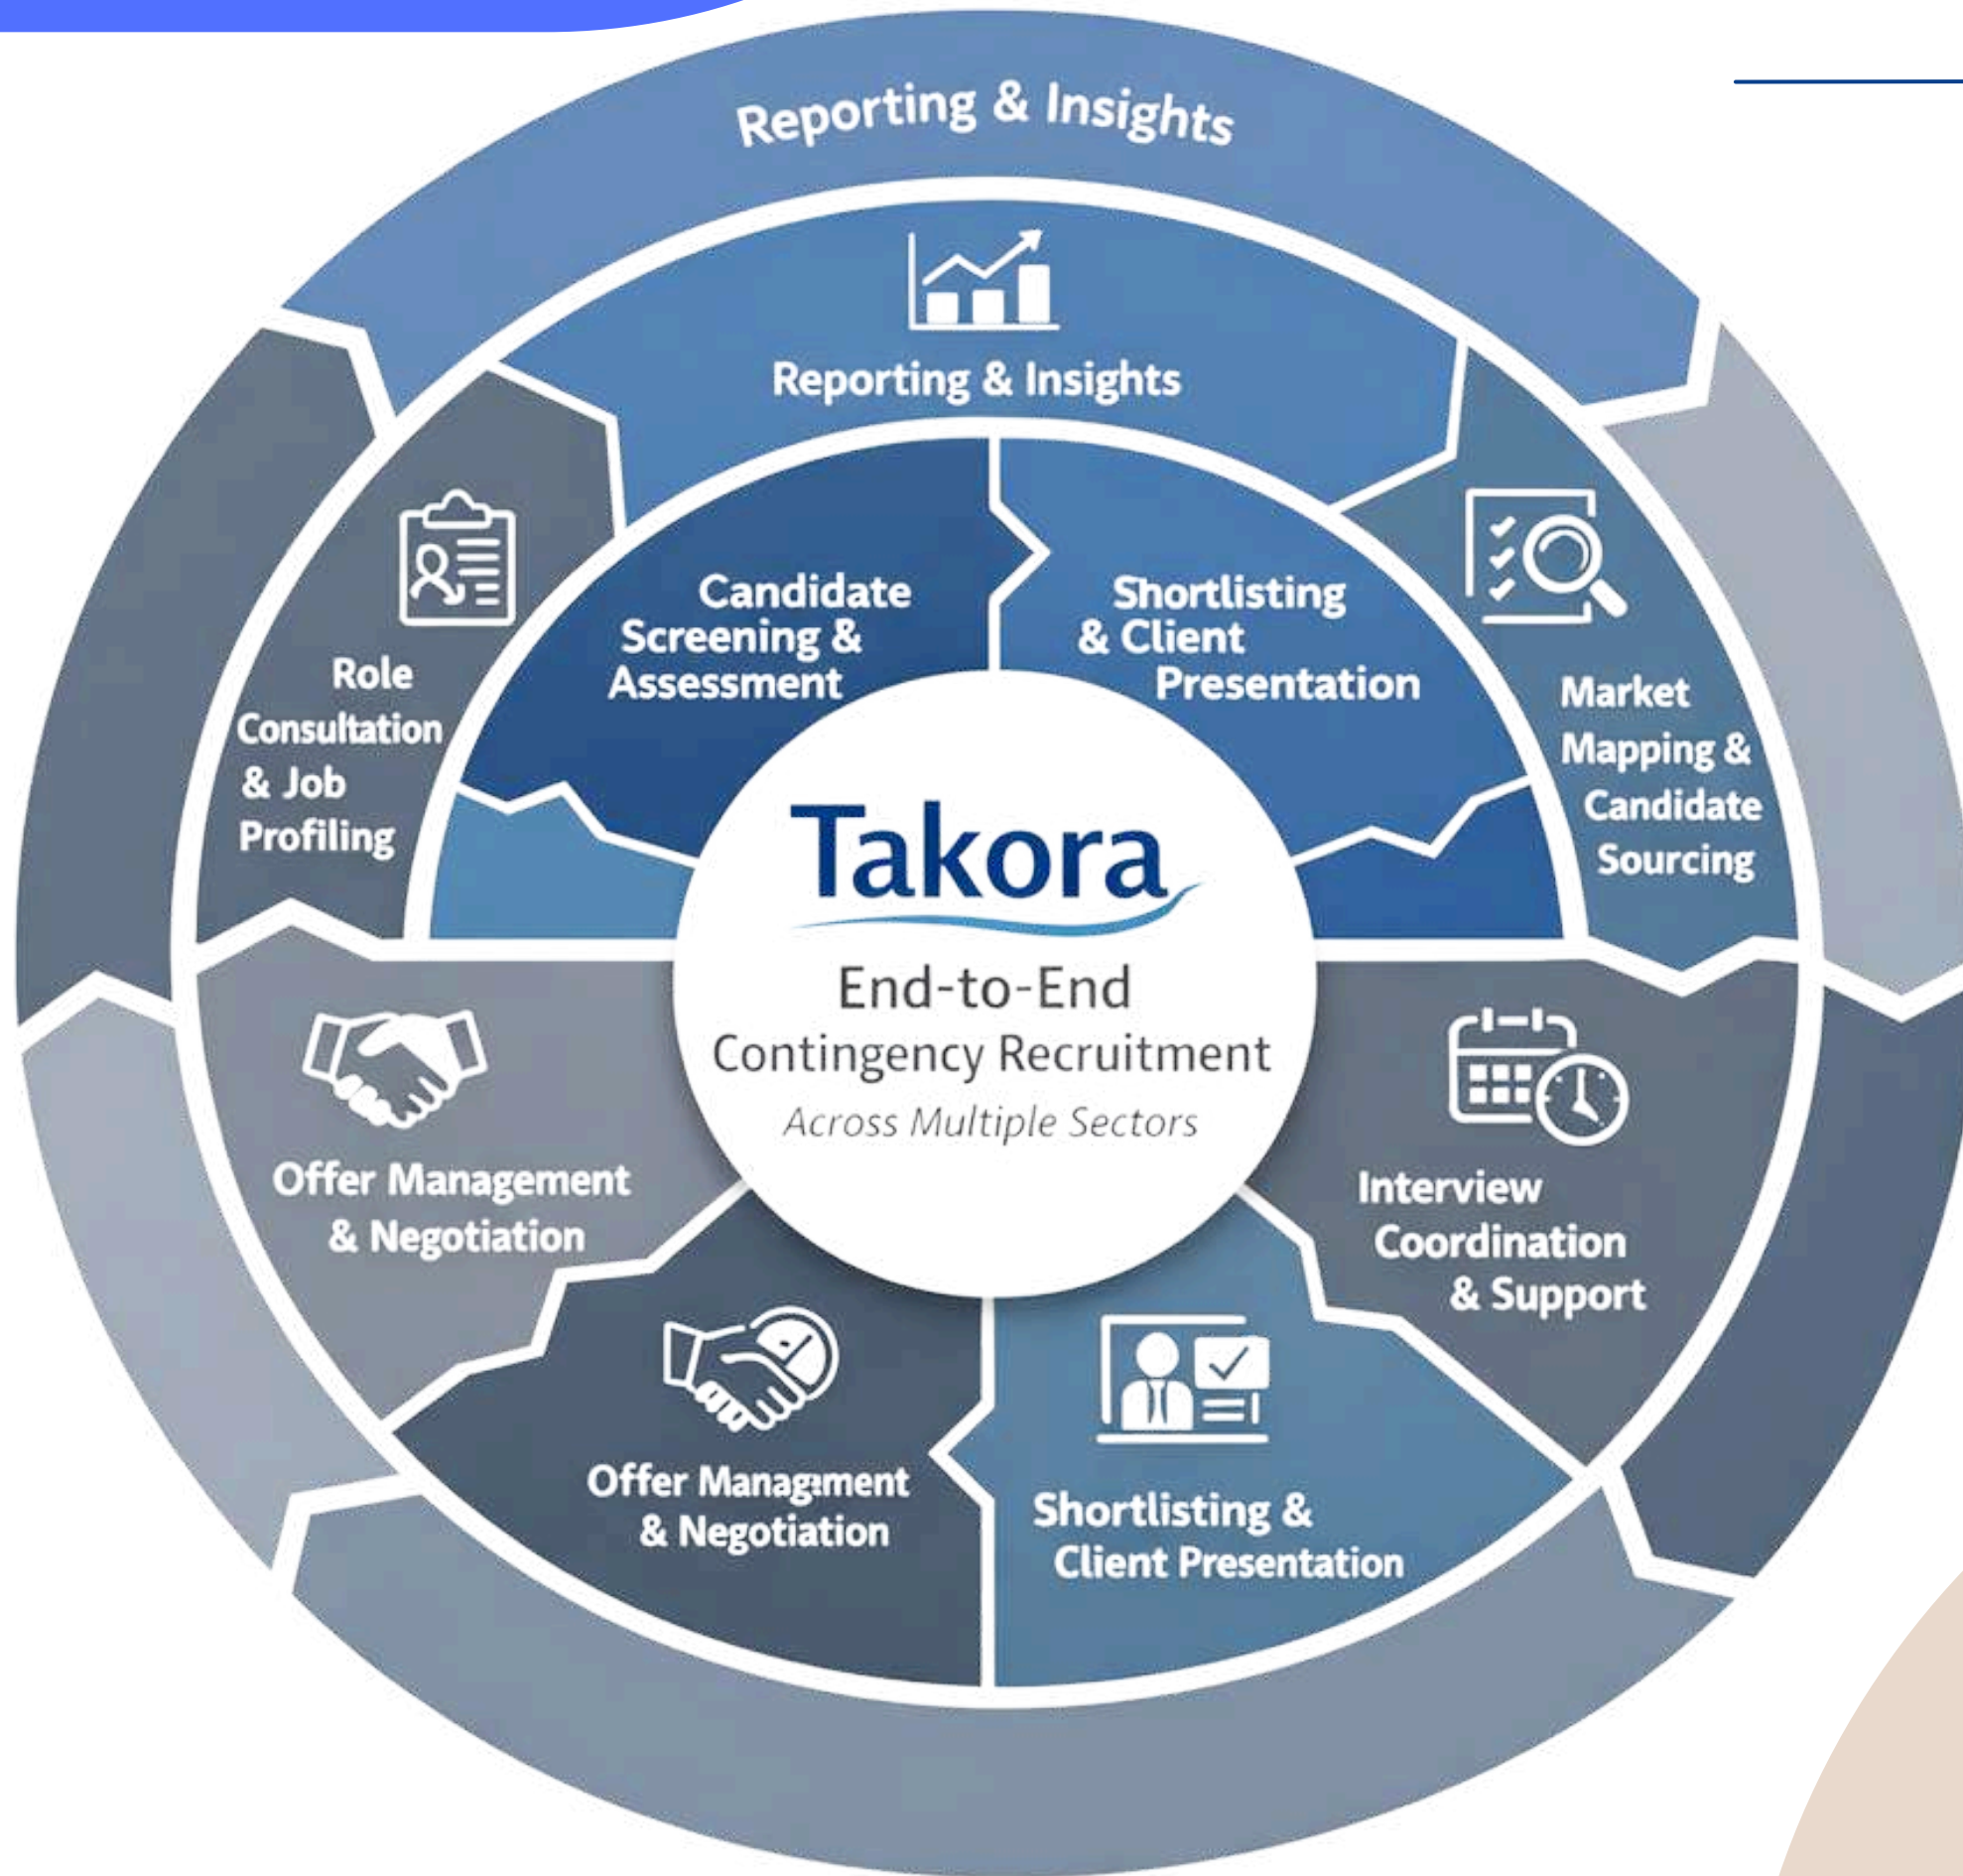 Reporting & Insights
Reporting & Insights
Candidate
Screening &
Assessment
Shortlisting
& Client
Presentation
Role
Consultation
& Job
Profiling
Market
Mapping &
Candidate
Sourcing
Takora
End-to-End
Contingency Recruitment
Across Multiple Sectors
Offer Management
& Negotiation
Interview
Coordination
& Support
Offer Managment
& Negotiation
Shortlisting &
Client Presentation